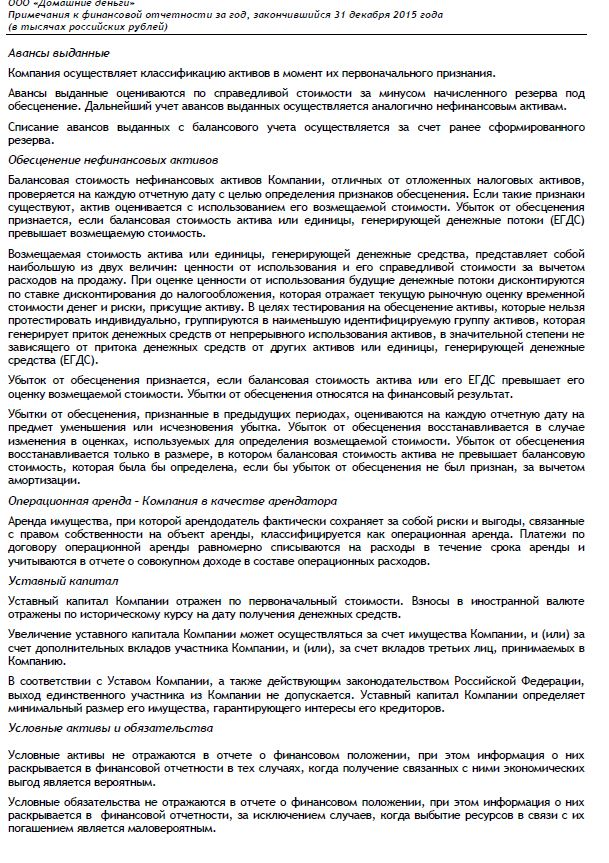 ООО «Домашние деньги»
Примечания к финансовой отчетности за год, закончившийся 31 декабря 2015 года
(в тысячах российских рублей)
Авансы выданные
Компания осуществляет классификацию активов в момент их первоначального признания.
Авансы выданные оцениваются по справедливой стоимости за минусом начисленного резерва под
обесценение. Дальнейший учет авансов выданных осуществляется аналогично нефинансовым активам.
Списание авансов выданных с балансового учета осуществляется за счет ранее сформированного
резерва.
Обесценение нефинансовых активов
Балансовая стоимость нефинансовых активов Компании, отличных от отложенных налоговых активов,
проверяется на каждую отчетную дату с целью определения признаков обесценения. Если такие признаки
существуют, актив оценивается с использованием его возмещаемой стоимости. Убыток от обесценения
признается, если балансовая стоимость актива или единицы, генерирующей денежные потоки (ЕГДС)
превышает возмещаемую стоимость.
Возмещаемая стоимость актива или единицы, генерирующей денежные средства, представляет собой
наибольшую из двух величин: ценности от использования и его справедливой стоимости за вычетом
расходов на продажу. При оценке ценности от использования будущие денежные потоки дисконтируются
по ставке дисконтирования до налогообложения, которая отражает текущую рыночную оценку временной
стоимости денег и риски, присущие активу. В целях тестирования на обесценение активы, которые нельзя
протестировать индивидуально, группируются в наименьшую идентифицируемую группу активов, которая
генерирует приток денежных средств от непрерывного использования активов, в значительной степени не
зависящего от притока денежных средств от других активов или единицы, генерирующей денежные
средства (ЕГДС).
Убыток от обесценения признается, если балансовая стоимость актива или его ЕГДС превышает его
оценку возмещаемой стоимости. Убытки от обесценения относятся на финансовый результат.
Убытки от обесценения, признанные в предыдущих периодах, оцениваются на каждую отчетную дату на
предмет уменьшения или исчезновения убытка. Убыток от обесценения восстанавливается в случае
изменения в оценках, используемых для определения возмещаемой стоимости. Убыток от обесценения
восстанавливается только в размере, в котором балансовая стоимость актива не превышает балансовую
стоимость, которая была бы определена, если бы убыток от обесценения не был признан, за вычетом
амортизации.
Операционная аренда - Компания в качестве арендатора
Аренда имущества, при которой арендодатель фактически сохраняет за собой риски и выгоды, связанные
с правом собственности на объект аренды, классифицируется как операционная аренда. Платежи по
договору операционной аренды равномерно списываются на расходы в течение срока аренды и
учитываются в отчете о совокупном доходе в составе операционных расходов.
Уставный капитал
Уставный капитал Компании отражен по первоначальный стоимости. Взносы в иностранной валюте
отражены по историческому курсу на дату получения денежных средств.
Увеличение уставного капитала Компании может осуществляться за счет имущества Компании, и (или) за
счет дополнительных вкладов участника Компании, и (или), за счет вкладов третьих лиц, принимаемых в
Компанию.
В соответствии с Уставом Компании, а также действующим законодательством Российской Федерации,
выход единственного участника из Компании не допускается. Уставный капитал Компании определяет
минимальный размер его имущества, гарантирующего интересы его кредиторов.
Условные активы и обязательства
Условные активы не отражаются в отчете о финансовом положении, при этом информация о них
раскрывается в финансовой отчетности в тех случаях, когда получение связанных с ними экономических
выгод является вероятным.
Условные обязательства не отражаются в отчете о финансовом положении, при этом информация о них
раскрывается в финансовой отчетности, за исключением случаев, когда выбытие ресурсов в связи с их
погашением является маловероятным.